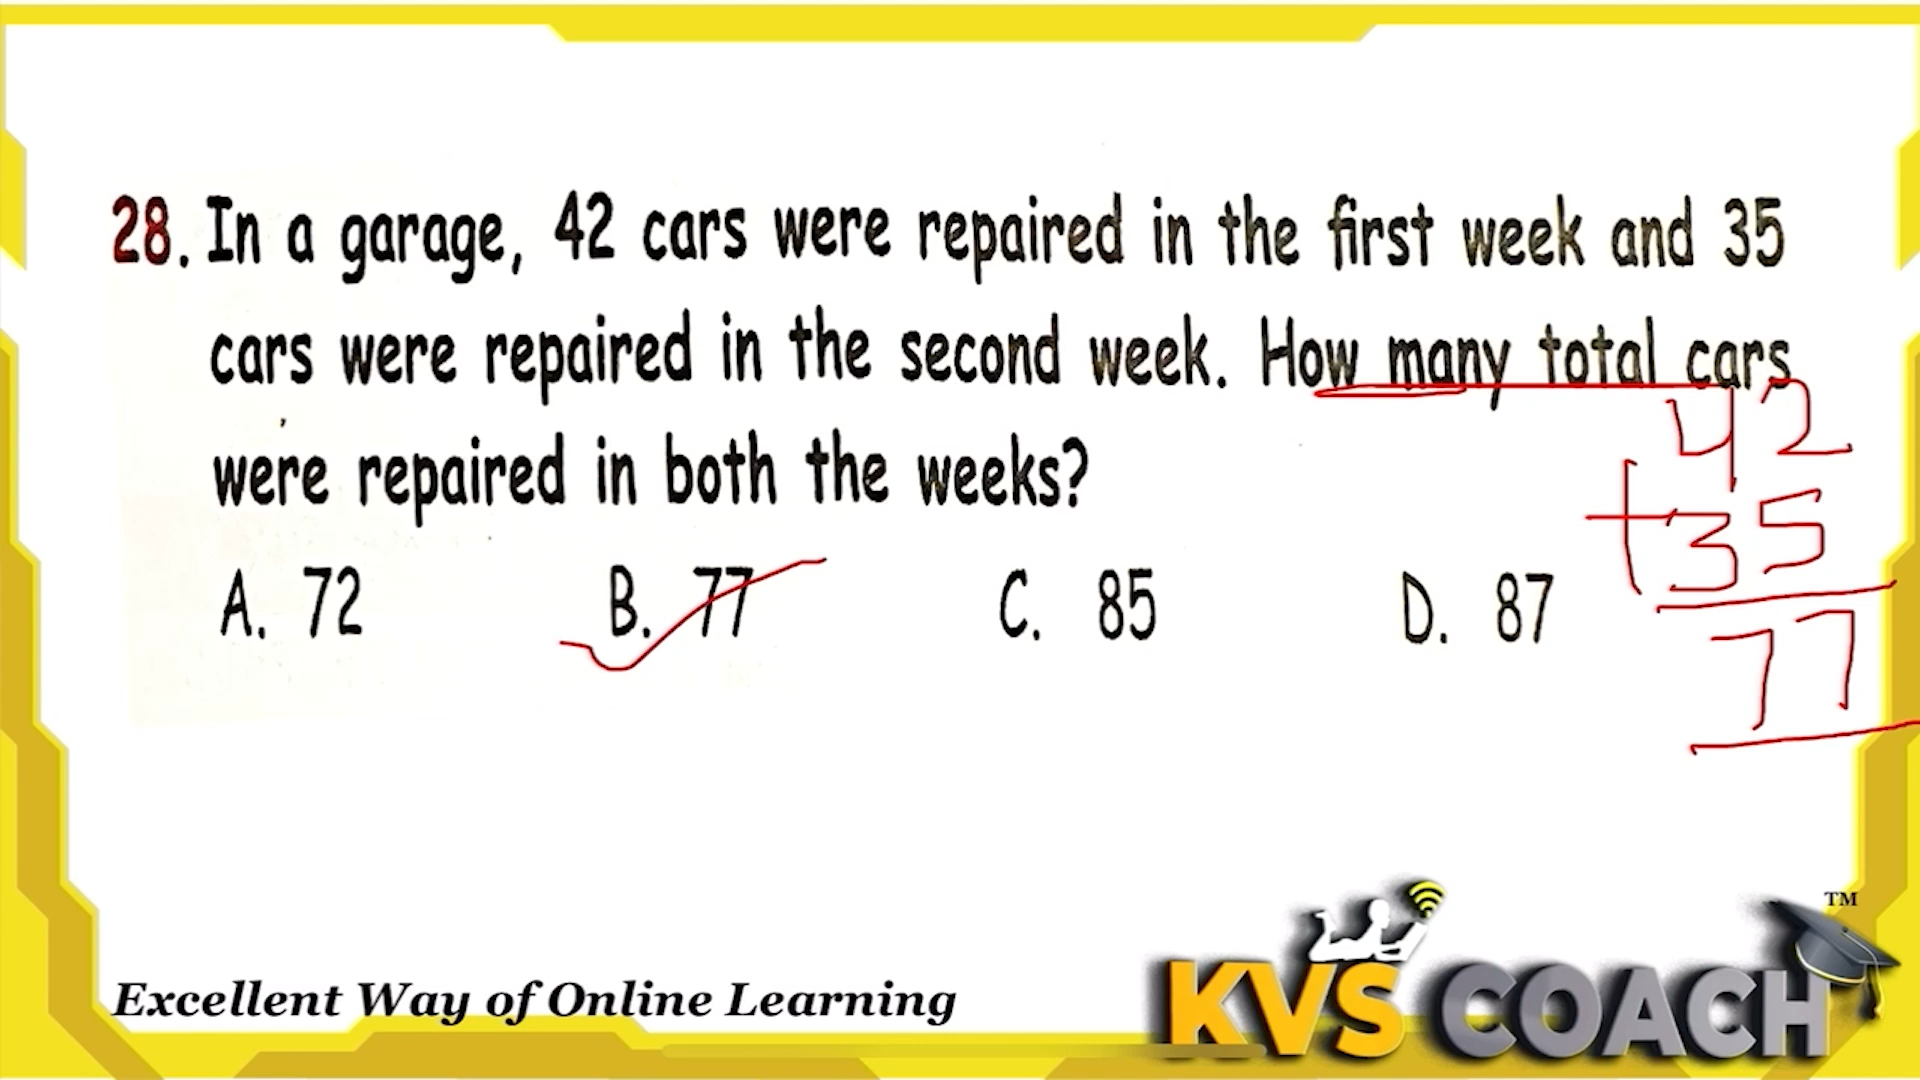 28. In a garage, 42 cars were repaired in the first week and 35
cars were repaired in the second week. How many total cars
were repaired in both the weeks?
A. 72 B. 77 C. 85 D. 87
42
+35
77
Excellent Way of Online Learning
KVS COACH TM